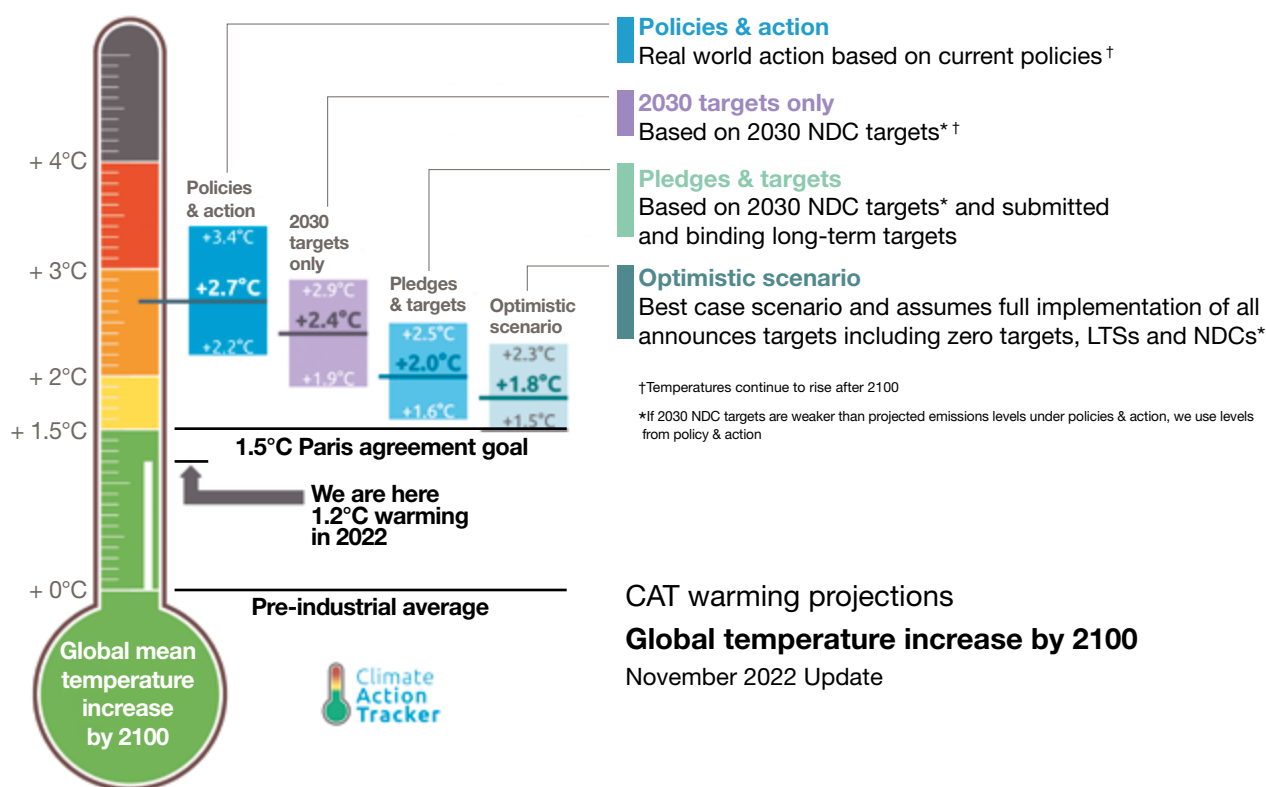 Policies & action
Real world action based on current policies †
2030 targets only
Based on 2030 NDC targets* †
Pledges & targets
Based on 2030 NDC targets* and submitted
and binding long-term targets
Optimistic scenario
Best case scenario and assumes full implementation of all
announces targets including zero targets, LTSs and NDCs*
†Temperatures continue to rise after 2100
*If 2030 NDC targets are weaker than projected emissions levels under policies & action, we use levels
from policy & action
+ 4°C
+ 3°C
+ 2°C
+ 1.5°C
+ 0°C
Policies
& action
+3.4°C
+2.7°C
+2.2°C
2030
targets
only
+2.9°C
+2.4°C
+1.9°C
Pledges
& targets
+2.5°C
+2.0°C
+1.6°C
Optimistic
scenario
+2.3°C
+1.8°C
+1.5°C
1.5°C Paris agreement goal
We are here
1.2°C warming
in 2022
Pre-industrial average
Global mean
temperature
increase
by 2100
Climate
Action
Tracker
CAT warming projections
Global temperature increase by 2100
November 2022 Update